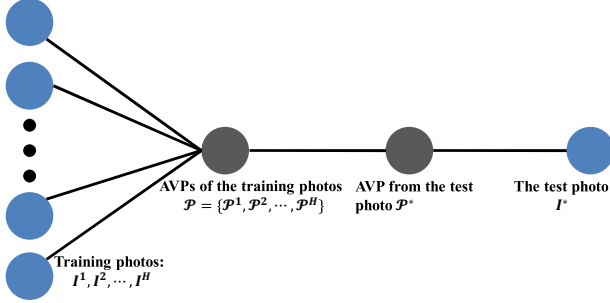 AVPs of the training photos
𝓟 = {𝓟¹, 𝓟², ⋯, 𝓟ᴴ}
AVP from the test
photo 𝓟*
The test photo
I*
Training photos:
I¹, I², ⋯, Iᴴ